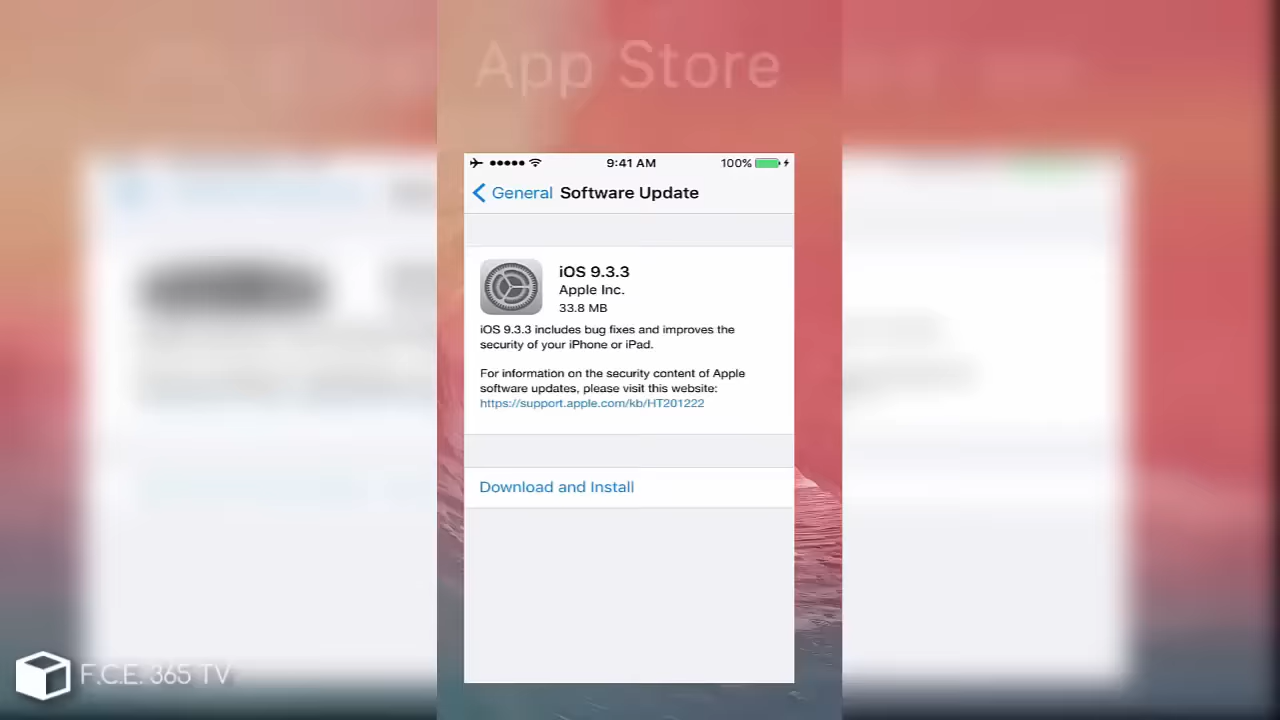 App Store
9:41 AM
100%
General
Software Update
iOS 9.3.3
Apple Inc.
33.8 MB
iOS 9.3.3 includes bug fixes and improves the
security of your iPhone or iPad.
For information on the security content of Apple
software updates, please visit this website:
https://support.apple.com/kb/HT201222
Download and Install
F.C.E. 365 TV